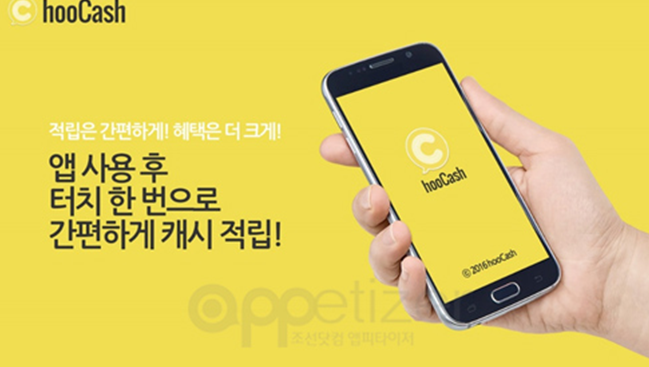 hooCash
적립은 간편하게! 혜택은 더 크게!
앱 사용 후
터치 한 번으로
간편하게 캐시 적립!
hooCash
© 2016 hooCash
조선닷컴 앱피타이저